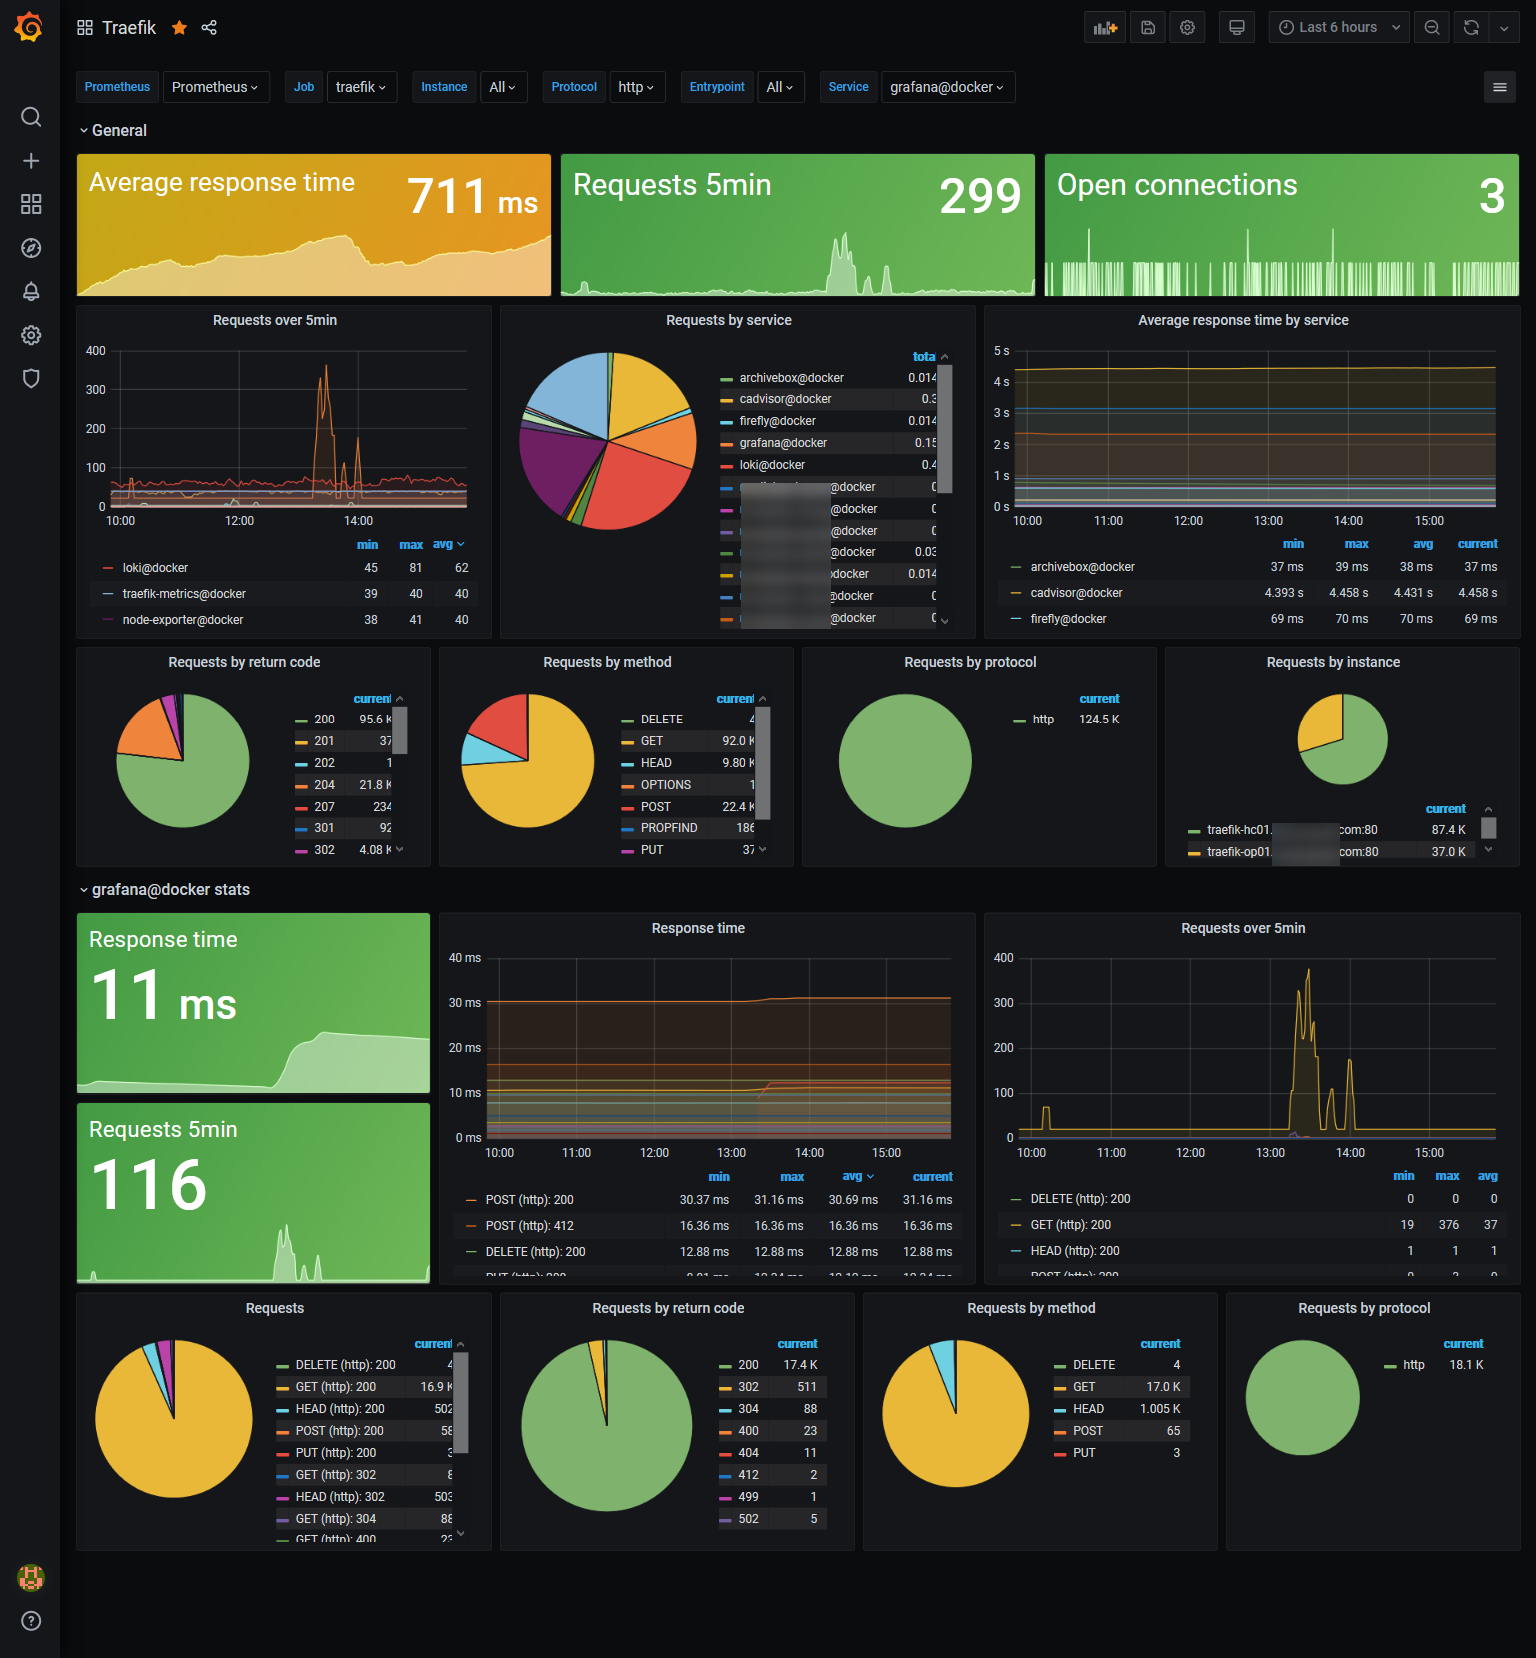 Traefik
Last 6 hours
Prometheus Prometheus Job traefik Instance All Protocol http Entrypoint All Service grafana@docker
General
Average response time 711 ms
Requests 5min 299
Open connections 3
Requests over 5min
400
300
200
100
0
10:00 12:00 14:00
min max avg
loki@docker 45 81 62
traefik-metrics@docker 39 40 40
node-exporter@docker 38 41 40
Requests by service
total
archivebox@docker 0.014
cadvisor@docker 0.3
firefly@docker 0.014
grafana@docker 0.15
loki@docker 0.4
@docker
@docker
@docker
@docker 0.03
docker 0.014
@docker
@docker
Average response time by service
5 s
4 s
3 s
2 s
1 s
0 s
10:00 11:00 12:00 13:00 14:00 15:00
min max avg current
archivebox@docker 37 ms 39 ms 38 ms 37 ms
cadvisor@docker 4.393 s 4.458 s 4.431 s 4.458 s
firefly@docker 69 ms 70 ms 70 ms 69 ms
Requests by return code
current
200 95.6 K
201 37
202 1
204 21.8 K
207 234
301 92
302 4.08 K
Requests by method
current
DELETE 4
GET 92.0 K
HEAD 9.80 K
OPTIONS 1
POST 22.4 K
PROPFIND 186
PUT 37
Requests by protocol
current
http 124.5 K
Requests by instance
current
traefik-hc01. com:80 87.4 K
traefik-op01. com:80 37.0 K
grafana@docker stats
Response time
11 ms
Requests 5min
116
Response time
40 ms
30 ms
20 ms
10 ms
0 ms
10:00 11:00 12:00 13:00 14:00 15:00
min max avg current
POST (http): 200 30.37 ms 31.16 ms 30.69 ms 31.16 ms
POST (http): 412 16.36 ms 16.36 ms 16.36 ms 16.36 ms
DELETE (http): 200 12.88 ms 12.88 ms 12.88 ms 12.88 ms
PUT (http): 200
Requests over 5min
400
300
200
100
0
10:00 11:00 12:00 13:00 14:00 15:00
min max avg
DELETE (http): 200 0 0 0
GET (http): 200 19 376 37
HEAD (http): 200 1 1 1
POST (http): 200
Requests
current
DELETE (http): 200 4
GET (http): 200 16.9 K
HEAD (http): 200 502
POST (http): 200 58
PUT (http): 200 3
GET (http): 302 8
HEAD (http): 302 503
GET (http): 304 88
GET (http): 400 23
Requests by return code
current
200 17.4 K
302 511
304 88
400 23
404 11
412 2
499 1
502 5
Requests by method
current
DELETE 4
GET 17.0 K
HEAD 1.005 K
POST 65
PUT 3
Requests by protocol
current
http 18.1 K